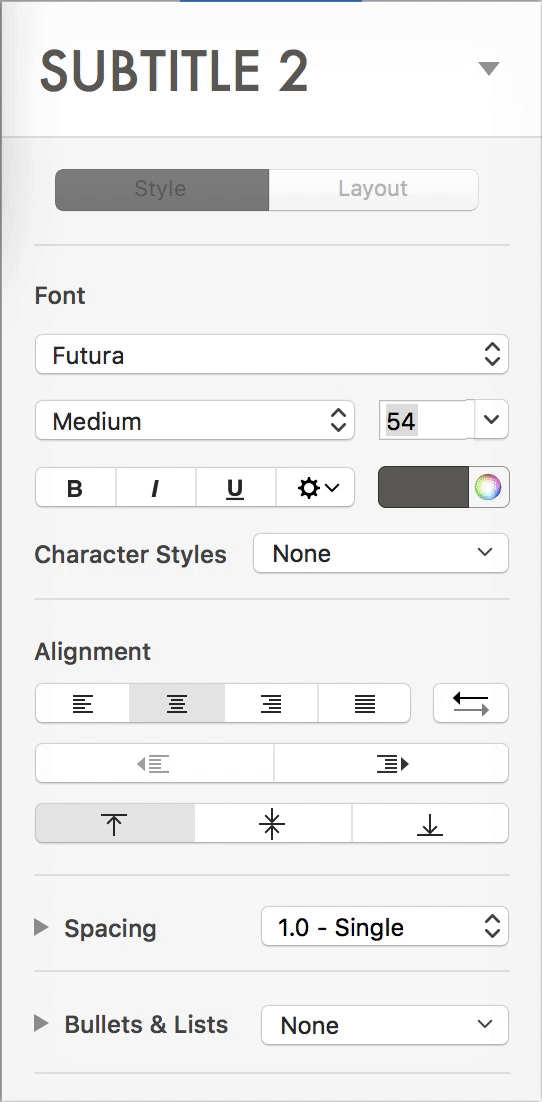 SUBTITLE 2
Style Layout
Font
Futura
Medium 54
B I U
Character Styles None
Alignment
Spacing 1.0 - Single
Bullets & Lists None